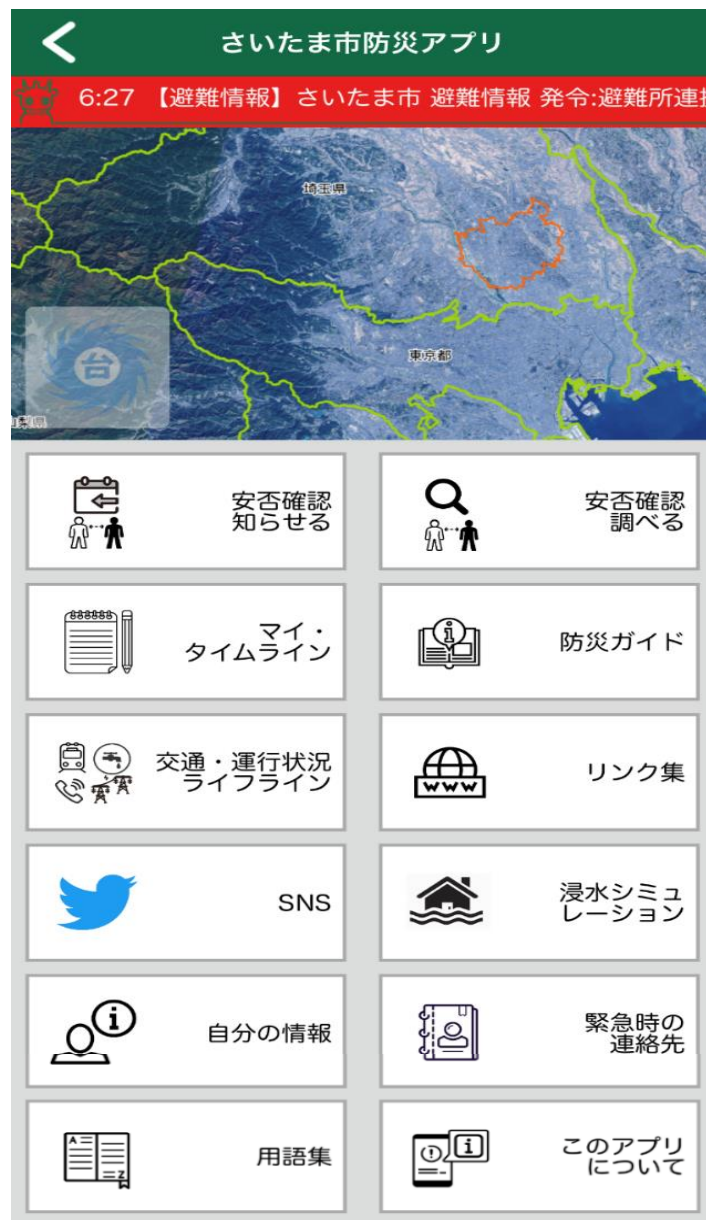 さいたま市防災アプリ
6:27 【避難情報】さいたま市 避難情報 発令:避難所連
埼玉県
東京都
台
梨県
安否確認
知らせる
安否確認
調べる
マイ・
タイムライン
防災ガイド
交通・運行状況
ライフライン
www
リンク集
SNS
浸水シミュ
レーション
自分の情報
緊急時の
連絡先
A
Z
用語集
このアプリ
について